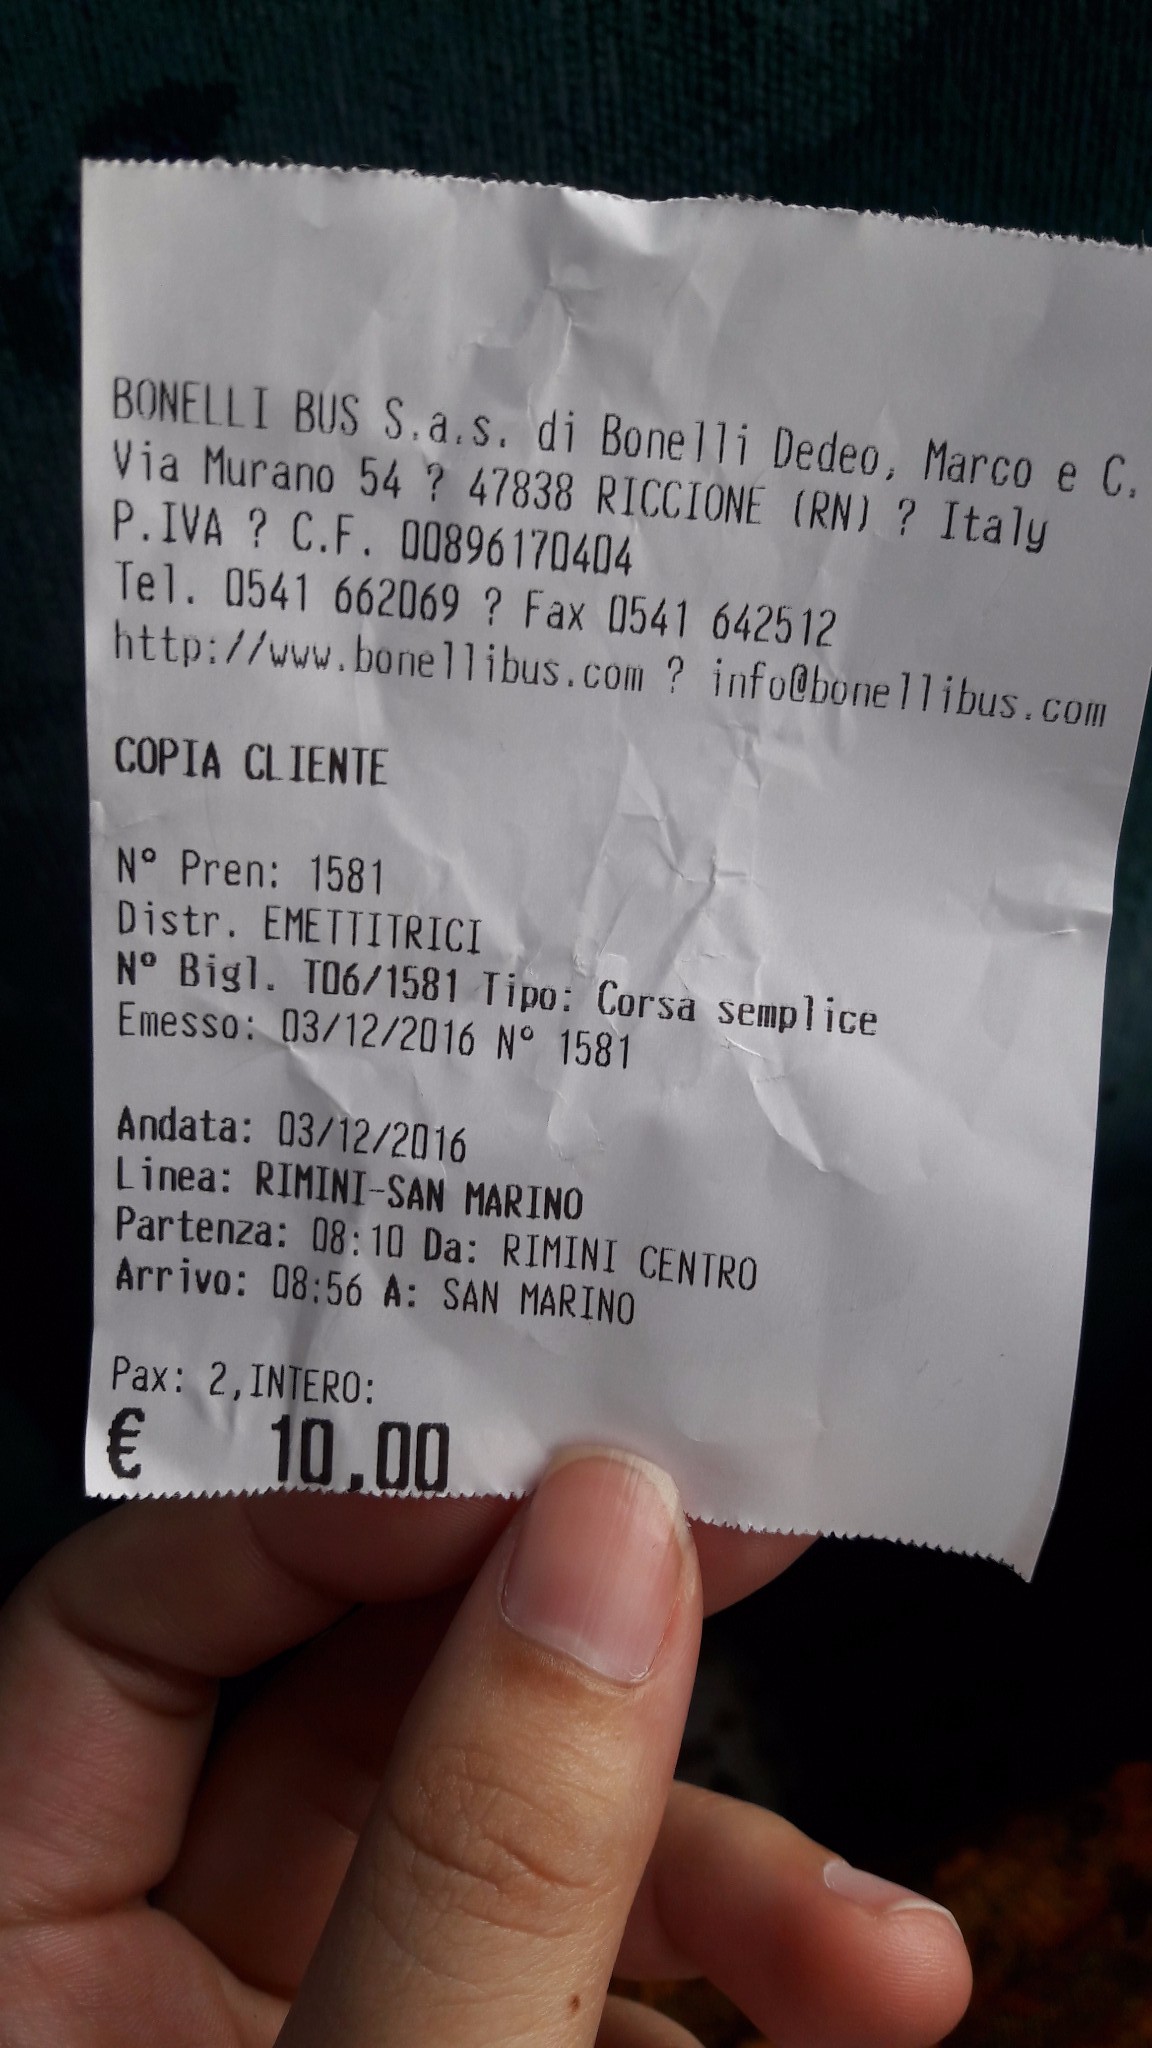 BONELLI BUS S.a.s. di Bonelli Dedeo, Marco e C.
Via Murano 54 ? 47838 RICCIONE (RN) ? Italy
P.IVA ? C.F. 00896170404
Tel. 0541 662069 ? Fax 0541 642512
http://www.bonellibus.com ? info@bonellibus.com
COPIA CLIENTE
N° Pren: 1581
Distr. EMETTITRICI
N° Bigl. T06/1581 Tipo: Corsa semplice
Emesso: 03/12/2016 N° 1581
Andata: 03/12/2016
Linea: RIMINI-SAN MARINO
Partenza: 08:10 Da: RIMINI CENTRO
Arrivo: 08:56 A: SAN MARINO
Pax: 2,INTERO:
€ 10,00